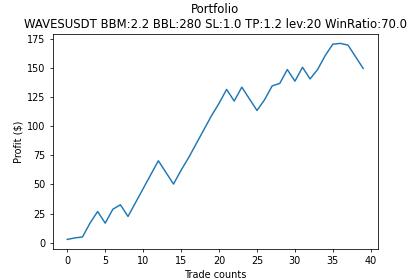 Portfolio
WAVESUSDT BBM:2.2 BBL:280 SL:1.0 TP:1.2 lev:20 WinRatio:70.0
175
150
125
100
75
50
25
0
Profit ($)
0 5 10 15 20 25 30 35 40
Trade counts